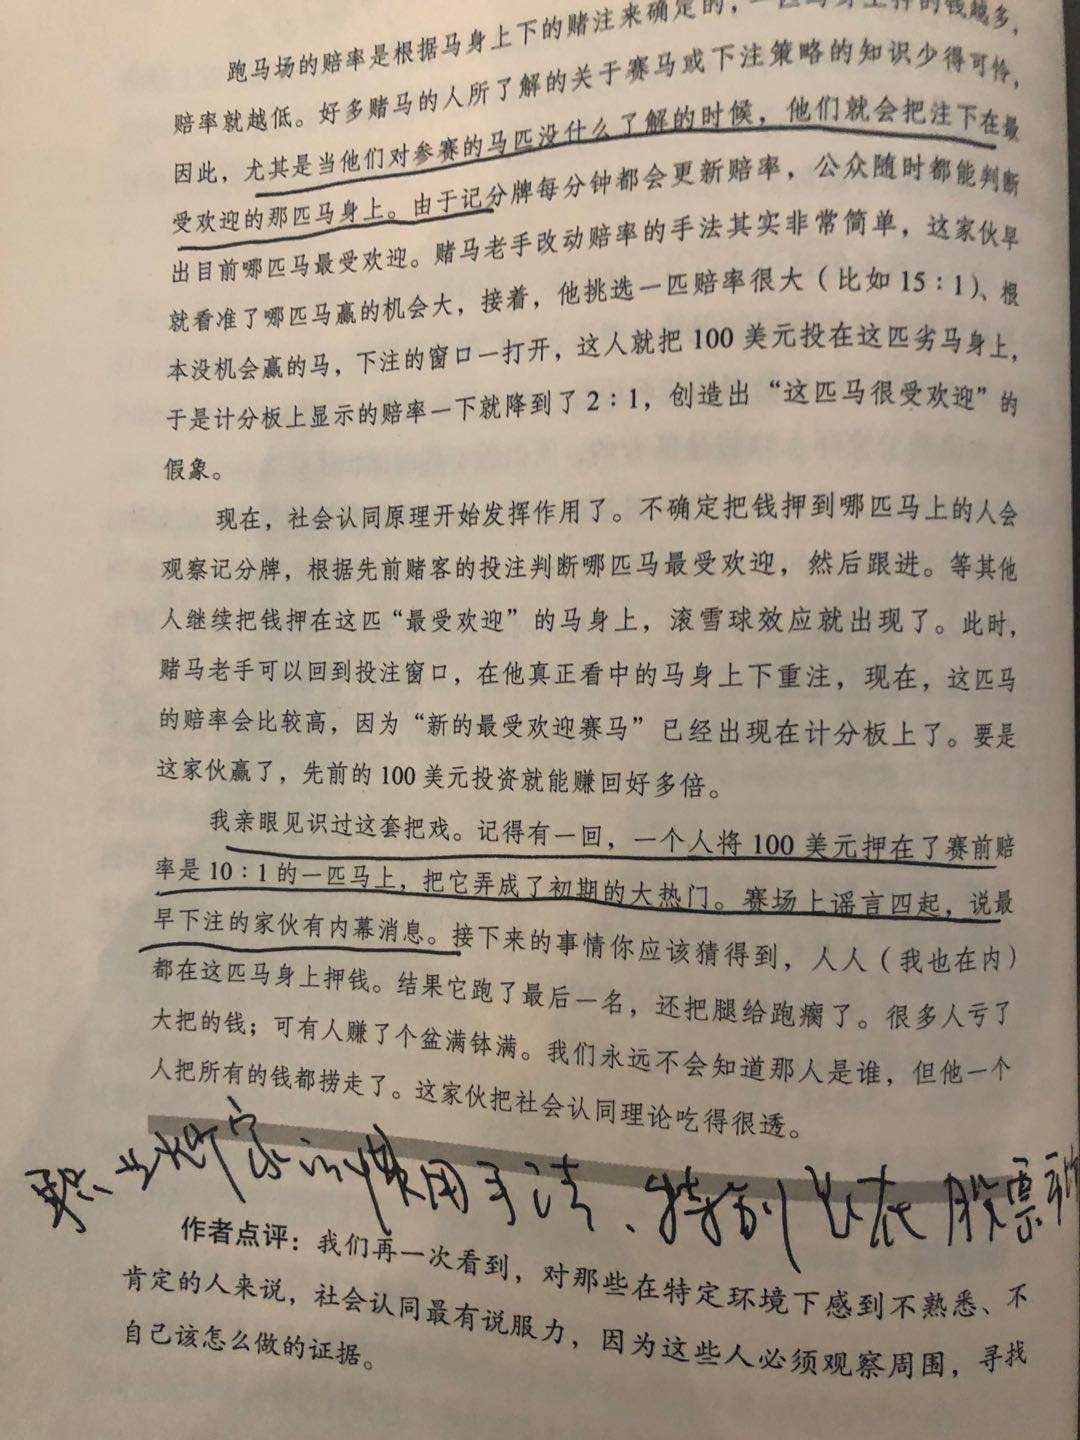 跑马场的赔率是根据马身上下的赌注来确定的，一匹马身上押的钱越多，
赔率就越低。好多赌马的人所了解的关于赛马或下注策略的知识少得可怜，
因此，尤其是当他们对参赛的马匹没什么了解的时候，他们就会把注下在最
受欢迎的那匹马身上。由于记分牌每分钟都会更新赔率，公众随时都能判断
出目前哪匹马最受欢迎。赌马老手改动赔率的手法其实非常简单，这家伙早
就看准了哪匹马赢的机会大，接着，他挑选一匹赔率很大（比如15：1）、根
本没机会赢的马，下注的窗口一打开，这人就把100美元投在这匹劣马身上，
于是计分板上显示的赔率一下就降到了2：1，创造出“这匹马很受欢迎”的
假象。
现在，社会认同原理开始发挥作用了。不确定把钱押到哪匹马上的人会
观察记分牌，根据先前赌客的投注判断哪匹马最受欢迎，然后跟进。等其他
人继续把钱押在这匹“最受欢迎”的马身上，滚雪球效应就出现了。此时，
赌马老手可以回到投注窗口，在他真正看中的马身上下重注，现在，这匹马
的赔率会比较高，因为“新的最受欢迎赛马”已经出现在计分板上了。要是
这家伙赢了，先前的100美元投资就能赚回好多倍。
我亲眼见识过这套把戏。记得有一回，一个人将100美元押在了赛前赔
率是10：1的一匹马上，把它弄成了初期的大热门。赛场上谣言四起，说最
早下注的家伙有内幕消息。接下来的事情你应该猜得到，人人（我也在内）
都在这匹马身上押钱。结果它跑了最后一名，还把腿给跑瘸了。很多人亏了
大把的钱；可有人赚了个盆满钵满。我们永远不会知道那人是谁，但他一个
人把所有的钱都捞走了。这家伙把社会认同理论吃得很透。
职业炒家的惯用手法、特别是在股票市
作者点评：我们再一次看到，对那些在特定环境下感到不熟悉、不
肯定的人来说，社会认同最有说服力，因为这些人必须观察周围，寻找
自己该怎么做的证据。